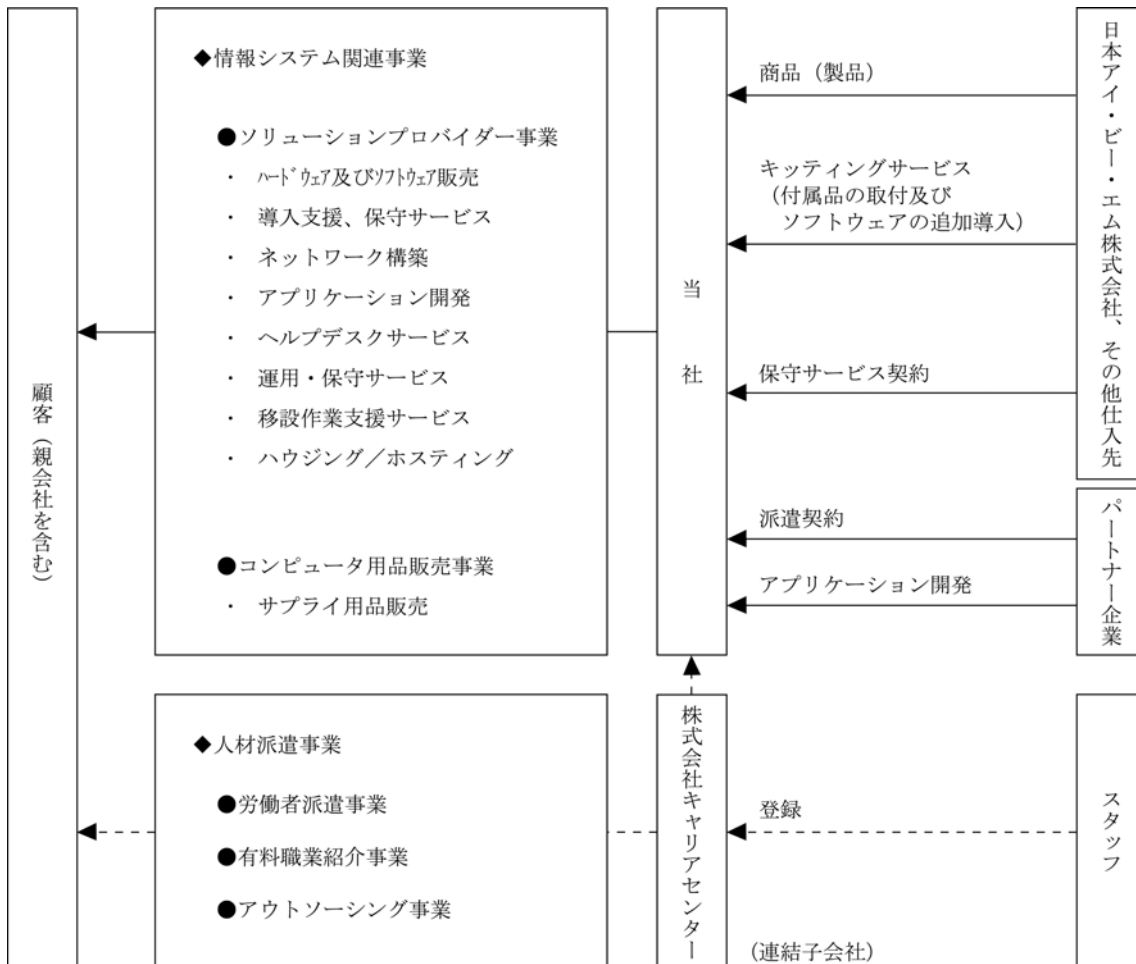 顧客（親会社を含む）
◆情報システム関連事業
●ソリューションプロバイダー事業
・ ﾊｰﾄﾞｳｪｱ及びｿﾌﾄｳｪｱ販売
・ 導入支援、保守サービス
・ ネットワーク構築
・ アプリケーション開発
・ ヘルプデスクサービス
・ 運用・保守サービス
・ 移設作業支援サービス
・ ハウジング／ホスティング
●コンピュータ用品販売事業
・ サプライ用品販売
当社
商品（製品）
キッティングサービス
（付属品の取付及び
ソフトウェアの追加導入）
保守サービス契約
日本アイ・ビー・エム株式会社、その他仕入先
派遣契約
アプリケーション開発
パートナー企業
◆人材派遣事業
●労働者派遣事業
●有料職業紹介事業
●アウトソーシング事業
株式会社キャリアセンター
登録
（連結子会社）
スタッフ